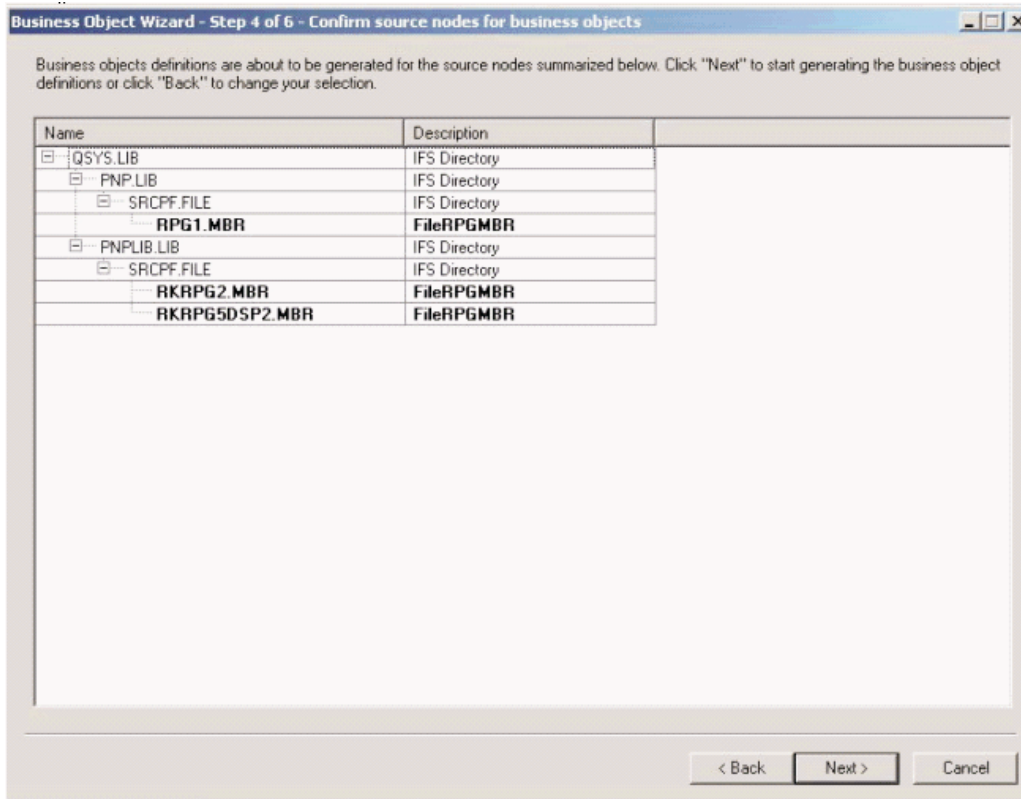 Business Object Wizard - Step 4 of 6 - Confirm source nodes for business objects
Business objects definitions are about to be generated for the source nodes summarized below. Click "Next" to start generating the business object
definitions or click "Back" to change your selection.
Name Description
QSYS.LIB IFS Directory
PNP.LIB IFS Directory
SRCPF.FILE IFS Directory
RPG1.MBR FileRPGMBR
PNPLIB.LIB IFS Directory
SRCPF.FILE IFS Directory
RKRPG2.MBR FileRPGMBR
RKRPG5DSP2.MBR FileRPGMBR
< Back Next > Cancel